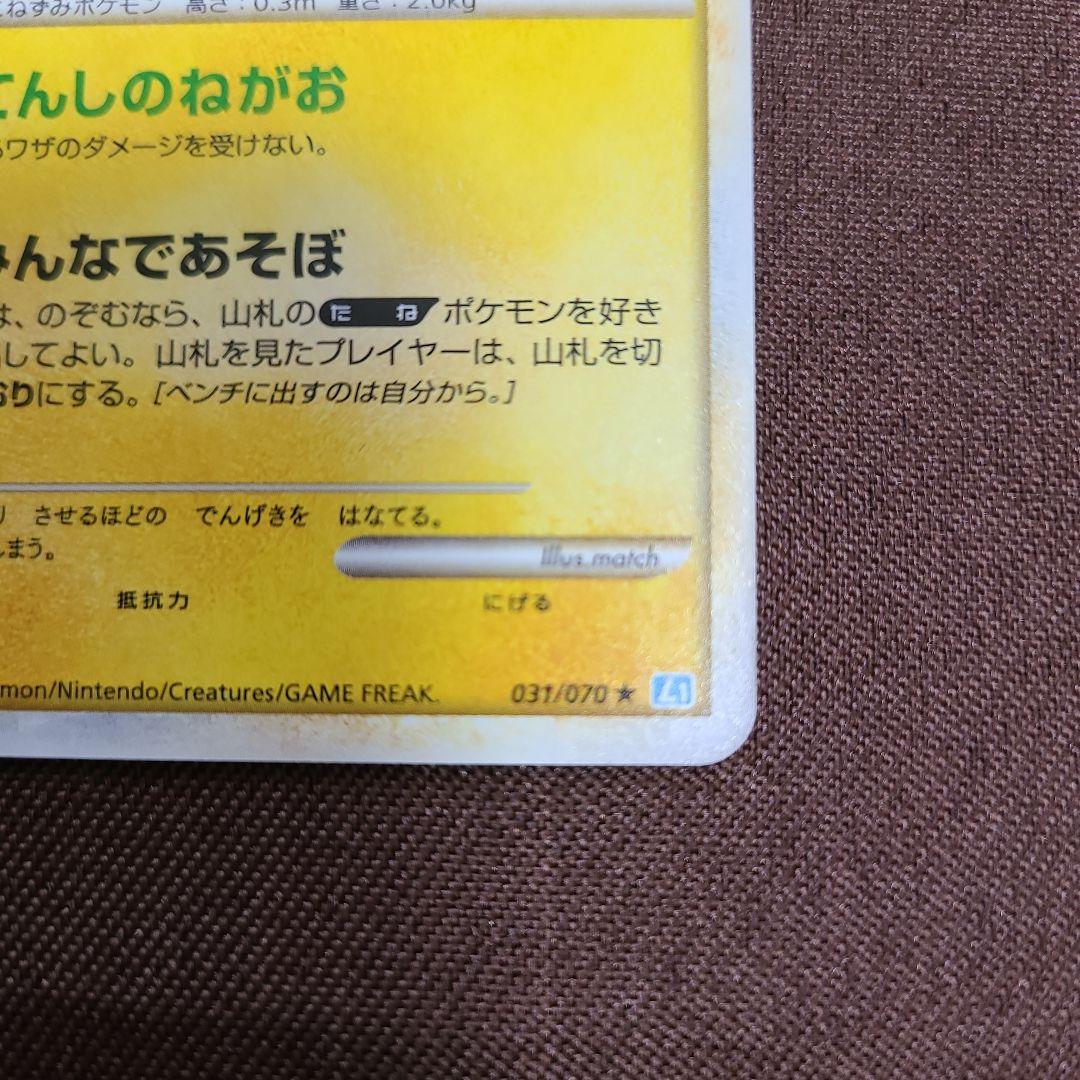 こねずみポケモン 高さ：0.3m 重さ：2.0kg
てんしのねがお
るワザのダメージを受けない。
みんなであそぼ
は、のぞむなら、山札の たね ポケモンを好き
してよい。山札を見たプレイヤーは、山札を切
おりにする。[ベンチに出すのは自分から。]
り させるほどの でんげきを はなてる。
しまう。
Illus. match
抵抗力 にげる
mon/Nintendo/Creatures/GAME FREAK. 031/070 ★ L1